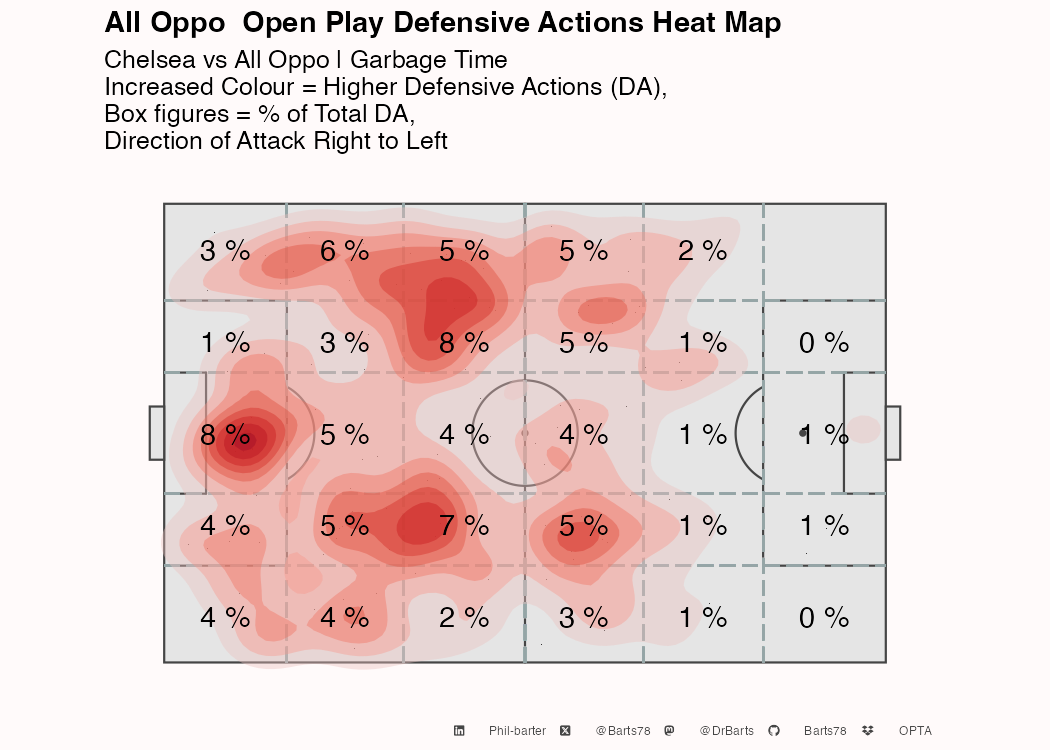 All Oppo  Open Play Defensive Actions Heat Map
Chelsea vs All Oppo | Garbage Time
Increased Colour = Higher Defensive Actions (DA),
Box figures = % of Total DA,
Direction of Attack Right to Left
3 % 6 % 5 % 5 % 2 %
1 % 3 % 8 % 5 % 1 % 0 %
8 % 5 % 4 % 4 % 1 % 1 %
4 % 5 % 7 % 5 % 1 % 1 %
4 % 4 % 2 % 3 % 1 % 0 %
Phil-barter @Barts78 @DrBarts Barts78 OPTA